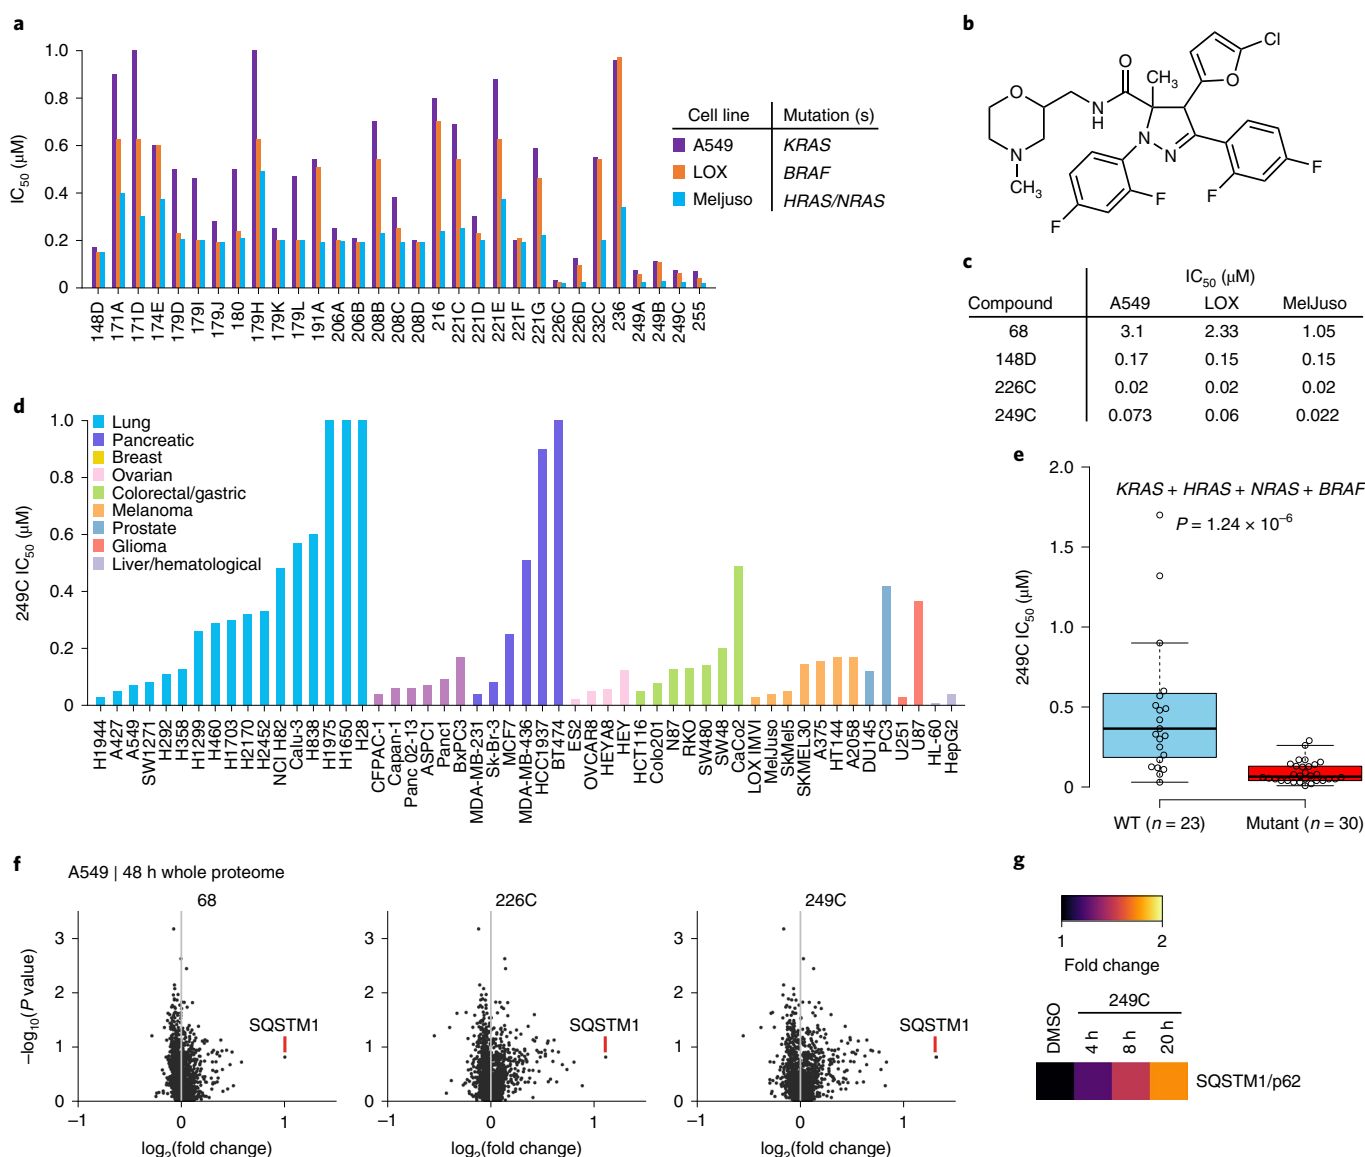 a
IC50 (μM)
1.0
0.8
0.6
0.4
0.2
0
148D 171A 171D 174E 179D 179I 179J 180 179H 179K 179L 191A 206A 206B 208B 208C 208D 216 221C 221D 221E 221F 221G 226C 226D 232C 236 249A 249B 249C 255
Cell line Mutation (s)
A549 KRAS
LOX BRAF
Meljuso HRAS/NRAS
b
O
N
CH3
O
N
H
CH3
O
Cl
N
N
F
F
F
F
c
IC50 (μM)
Compound A549 LOX MelJuso
68 3.1 2.33 1.05
148D 0.17 0.15 0.15
226C 0.02 0.02 0.02
249C 0.073 0.06 0.022
d
249C IC50 (μM)
1.0
0.8
0.6
0.4
0.2
0
Lung
Pancreatic
Breast
Ovarian
Colorectal/gastric
Melanoma
Prostate
Glioma
Liver/hematological
H1944 A427 A549 SW1271 H292 H358 H1299 H460 H1703 H2170 H2452 NCI H82 Calu-3 H838 H1975 H1650 H28 CFPAC-1 Capan-1 Panc 02-13 ASPC1 Panc1 BxPC3 MDA-MB-231 Sk-Br-3 MCF7 MDA-MB-436 HCC1937 BT474 ES2 OVCAR8 HEYA8 HEY HCT116 Colo201 N87 RKO SW480 SW48 CaCo2 LOX IMVI MelJuso SkMel5 SKMEL30 A375 HT144 A2058 DU145 PC3 U251 U87 HL-60 HepG2
e
249C IC50 (μM)
2.0
1.5
1.0
0.5
0
KRAS + HRAS + NRAS + BRAF
P = 1.24 × 10−6
WT (n = 23) Mutant (n = 30)
f
A549 | 48 h whole proteome
68 226C 249C
−log10(P value)
3 3 3
2 2 2
1 1 1
0 0 0
SQSTM1 SQSTM1 SQSTM1
−1 0 1 −1 0 1 0 1
log2(fold change) log2(fold change) log2(fold change)
g
1 2
Fold change
249C
DMSO 4 h 8 h 20 h
SQSTM1/p62